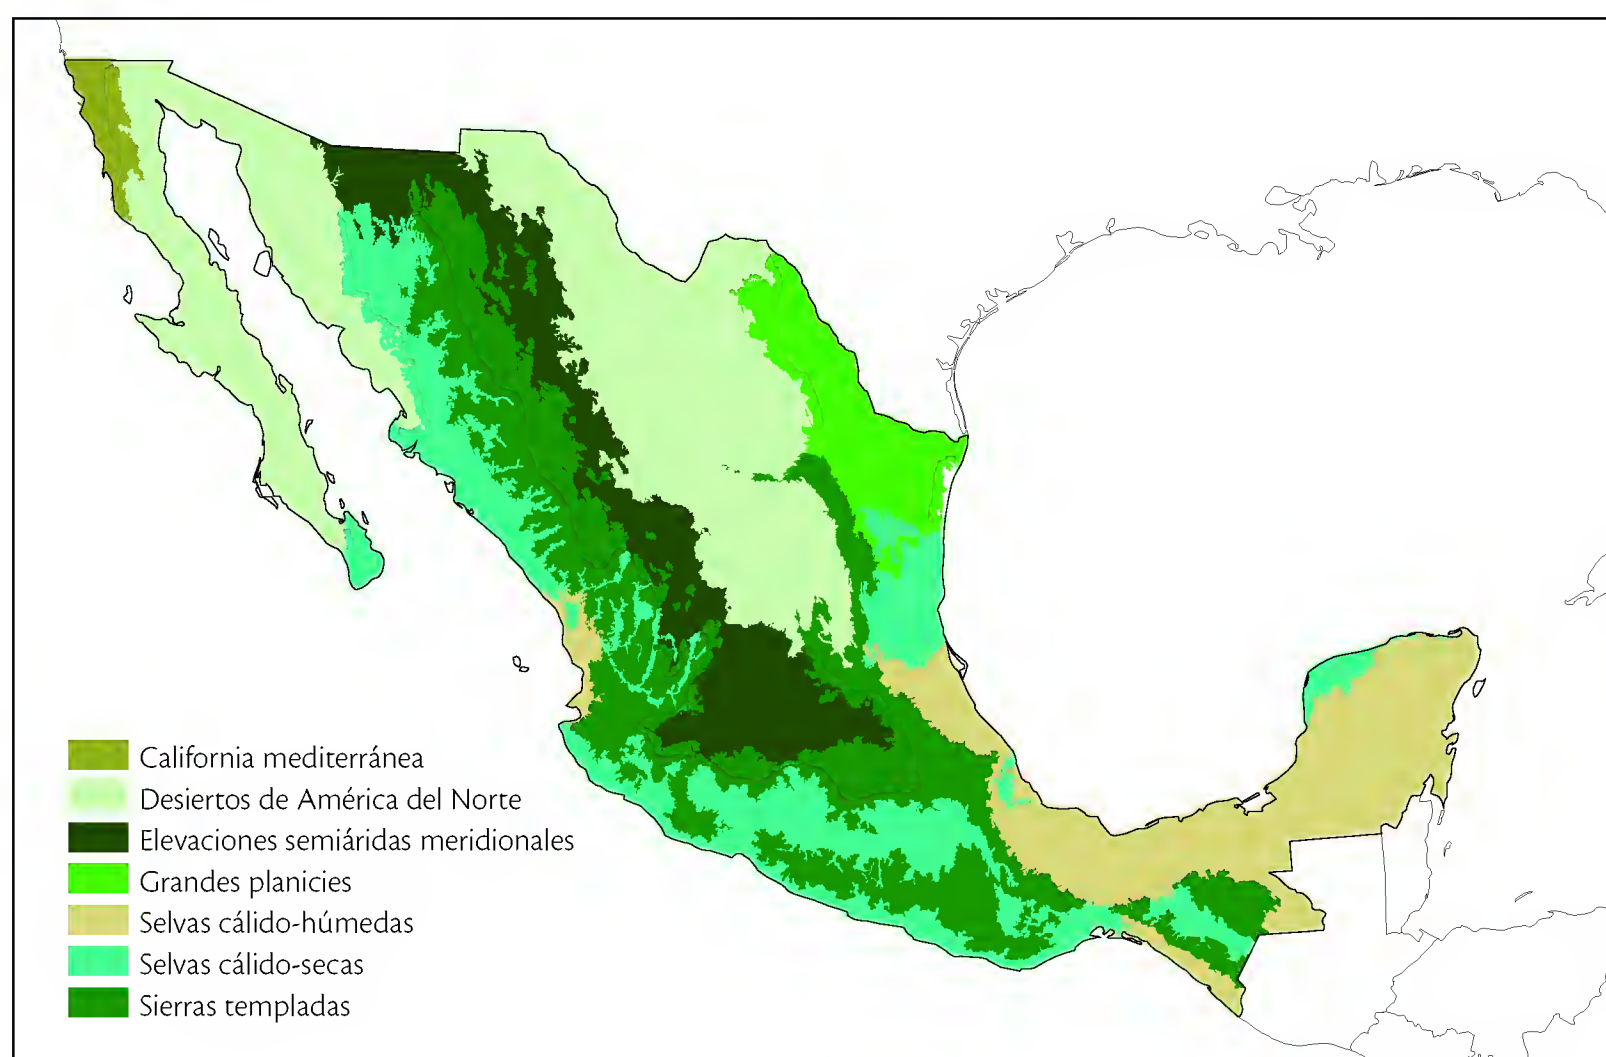 California mediterránea
Desiertos de América del Norte
Elevaciones semiáridas meridionales
Grandes planicies
Selvas cálido-húmedas
Selvas cálido-secas
Sierras templadas